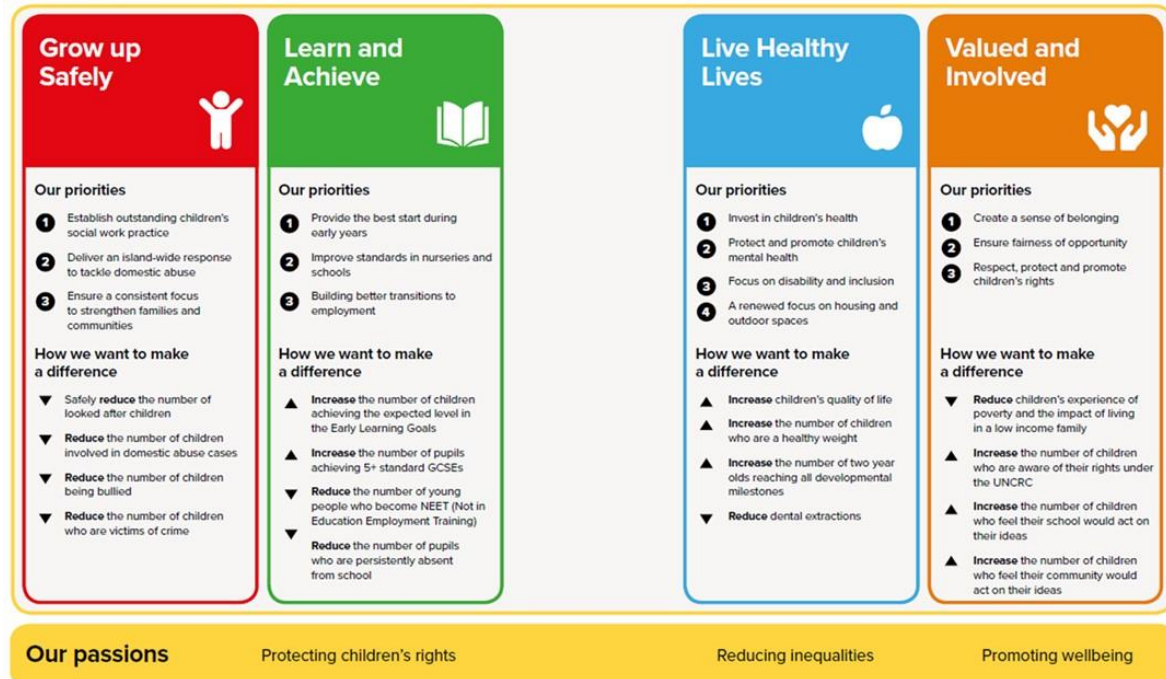 Grow up
Safely
Our priorities
1 Establish outstanding children's
social work practice
2 Deliver an island-wide response
to tackle domestic abuse
3 Ensure a consistent focus
to strengthen families and
communities
How we want to make
a difference
▼ Safely reduce the number of
looked after children
▼ Reduce the number of children
involved in domestic abuse cases
▼ Reduce the number of children
being bullied
▼ Reduce the number of children
who are victims of crime
Learn and
Achieve
Our priorities
1 Provide the best start during
early years
2 Improve standards in nurseries and
schools
3 Building better transitions to
employment
How we want to make
a difference
▲ Increase the number of children
achieving the expected level in
the Early Learning Goals
▲ Increase the number of pupils
achieving 5+ standard GCSEs
▼ Reduce the number of young
people who become NEET (Not in
Education Employment Training)
▼ Reduce the number of pupils
who are persistently absent
from school
Live Healthy
Lives
Our priorities
1 Invest in children's health
2 Protect and promote children's
mental health
3 Focus on disability and inclusion
4 A renewed focus on housing and
outdoor spaces
How we want to make
a difference
▲ Increase children's quality of life
▲ Increase the number of children
who are a healthy weight
▲ Increase the number of two year
olds reaching all developmental
milestones
▼ Reduce dental extractions
Valued and
Involved
Our priorities
1 Create a sense of belonging
2 Ensure fairness of opportunity
3 Respect, protect and promote
children's rights
How we want to make
a difference
▼ Reduce children's experience of
poverty and the impact of living
in a low income family
▲ Increase the number of children
who are aware of their rights under
the UNCRC
▲ Increase the number of children
who feel their school would act on
their ideas
▲ Increase the number of children
who feel their community would
act on their ideas
Our passions Protecting children's rights Reducing inequalities Promoting wellbeing